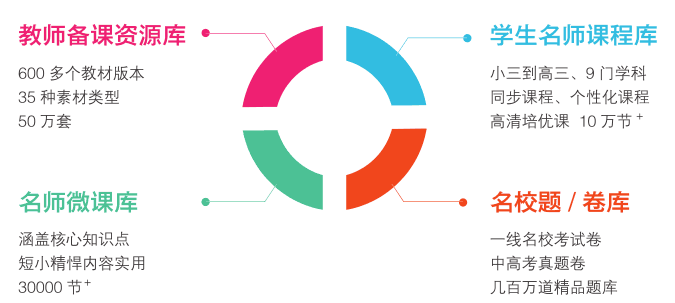 教师备课资源库
600 多个教材版本
35 种素材类型
50 万套
学生名师课程库
小三到高三、9 门学科
同步课程、个性化课程
高清培优课 10 万节+
名师微课库
涵盖核心知识点
短小精悍内容实用
30000 节+
名校题 / 卷库
一线名校考试卷
中高考真题卷
几百万道精品题库